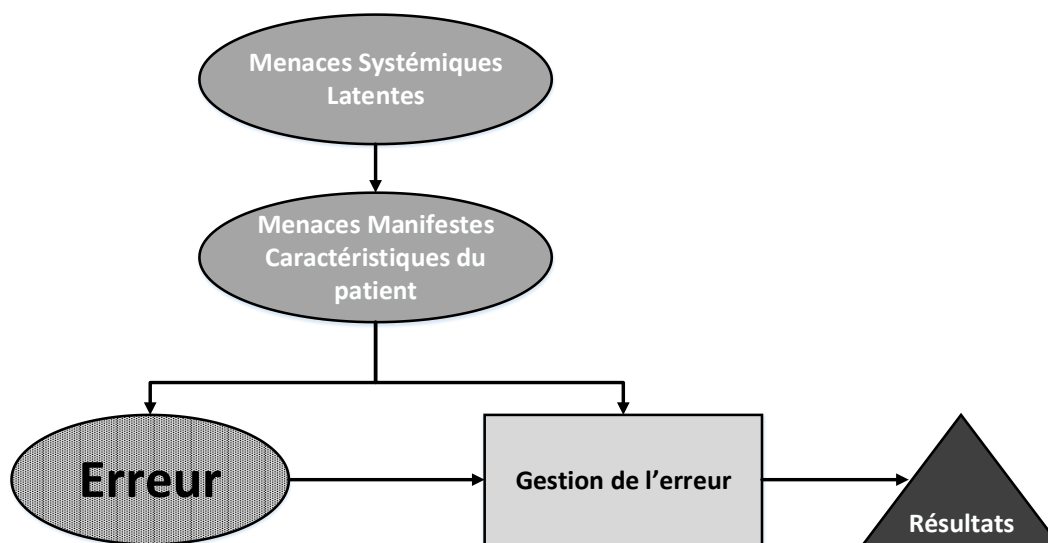 Menaces Systémiques
Latentes
Menaces Manifestes
Caractéristiques du
patient
Erreur
Gestion de l’erreur
Résultats